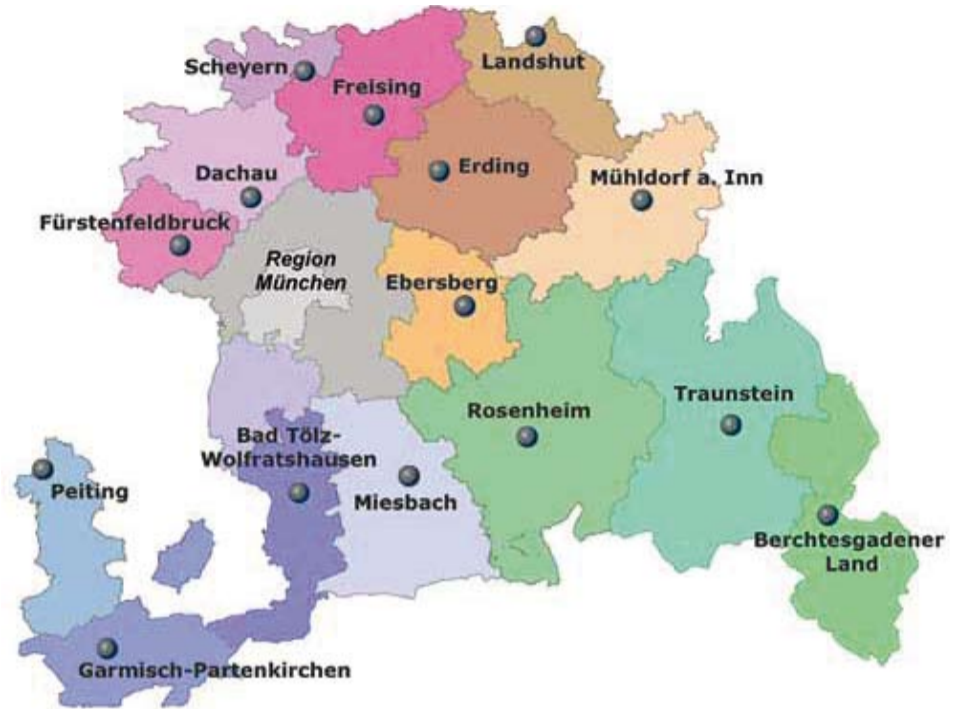 Landshut
Scheyern
Freising
Erding
Dachau
Mühldorf a. Inn
Fürstenfeldbruck
Region
München
Ebersberg
Traunstein
Rosenheim
Bad Tölz-
Wolfratshausen
Peiting
Miesbach
Berchtesgadener
Land
Garmisch-Partenkirchen